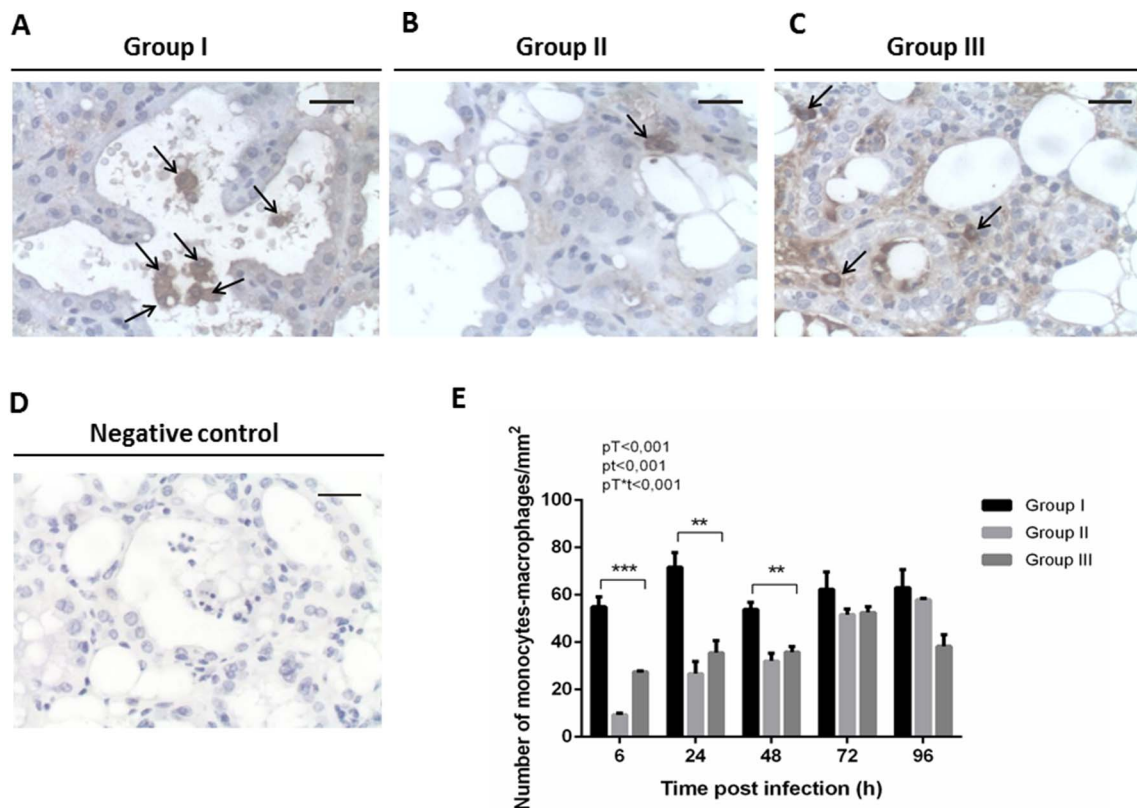 A
Group I
B
Group II
C
Group III
D
Negative control
E
pT<0,001
pt<0,001
pT*t<0,001
Number of monocytes-macrophages/mm²
100
80
60
40
20
0
***
**
**
6 24 48 72 96
Time post infection (h)
Group I
Group II
Group III